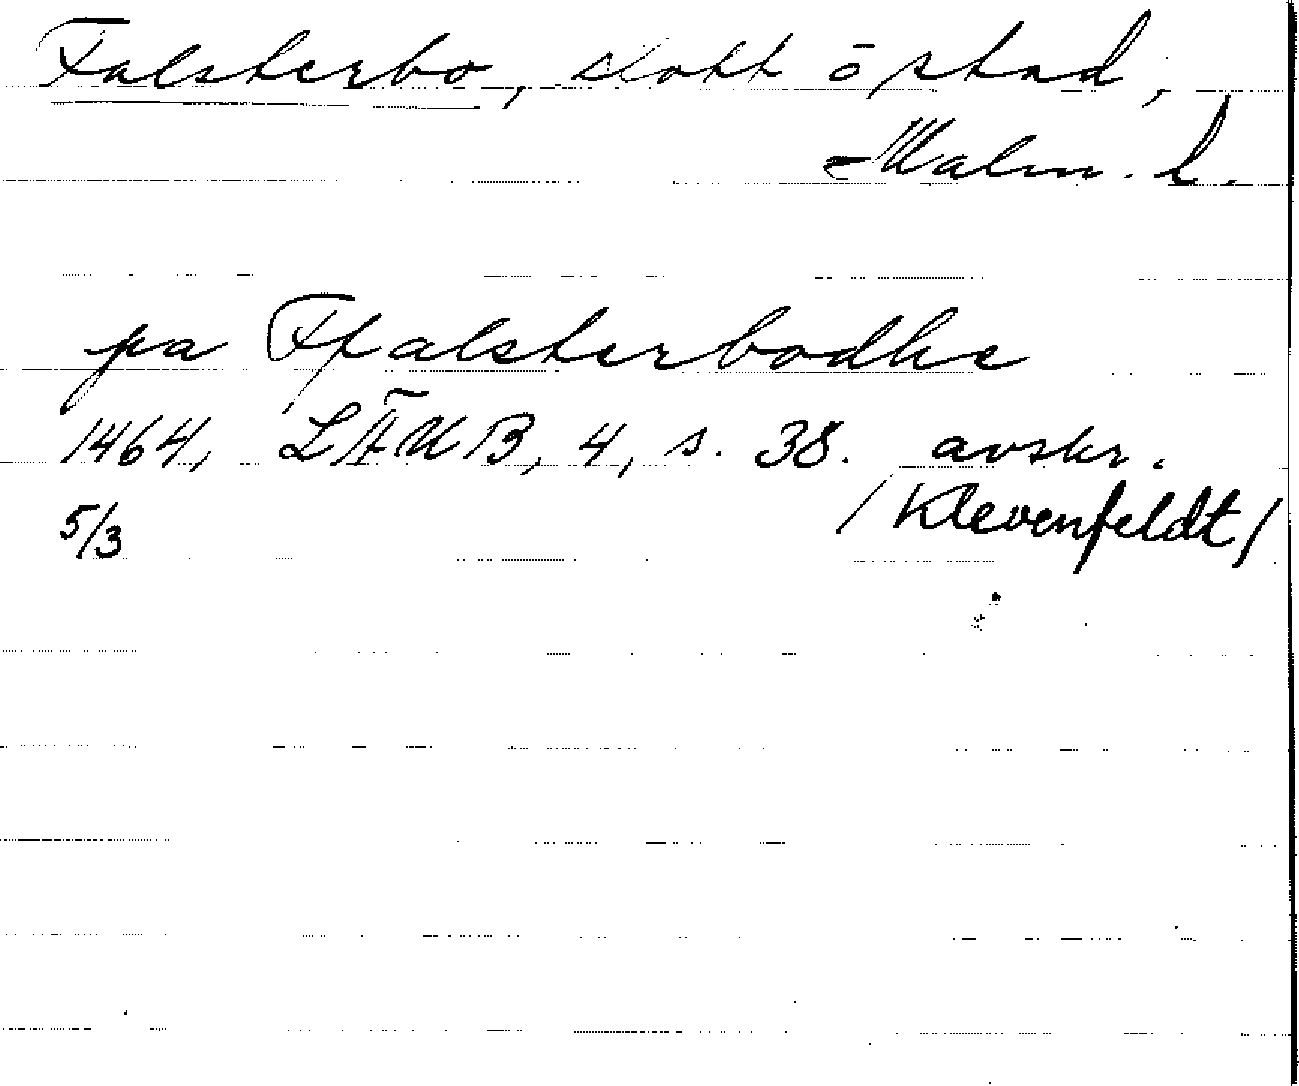 Falsterbo, slott ō stad,
Malm. l.
pa Ffalsterbodhe
1464, LÄUB, 4, s. 38. avskr.
5/3 /Klevenfeldt/